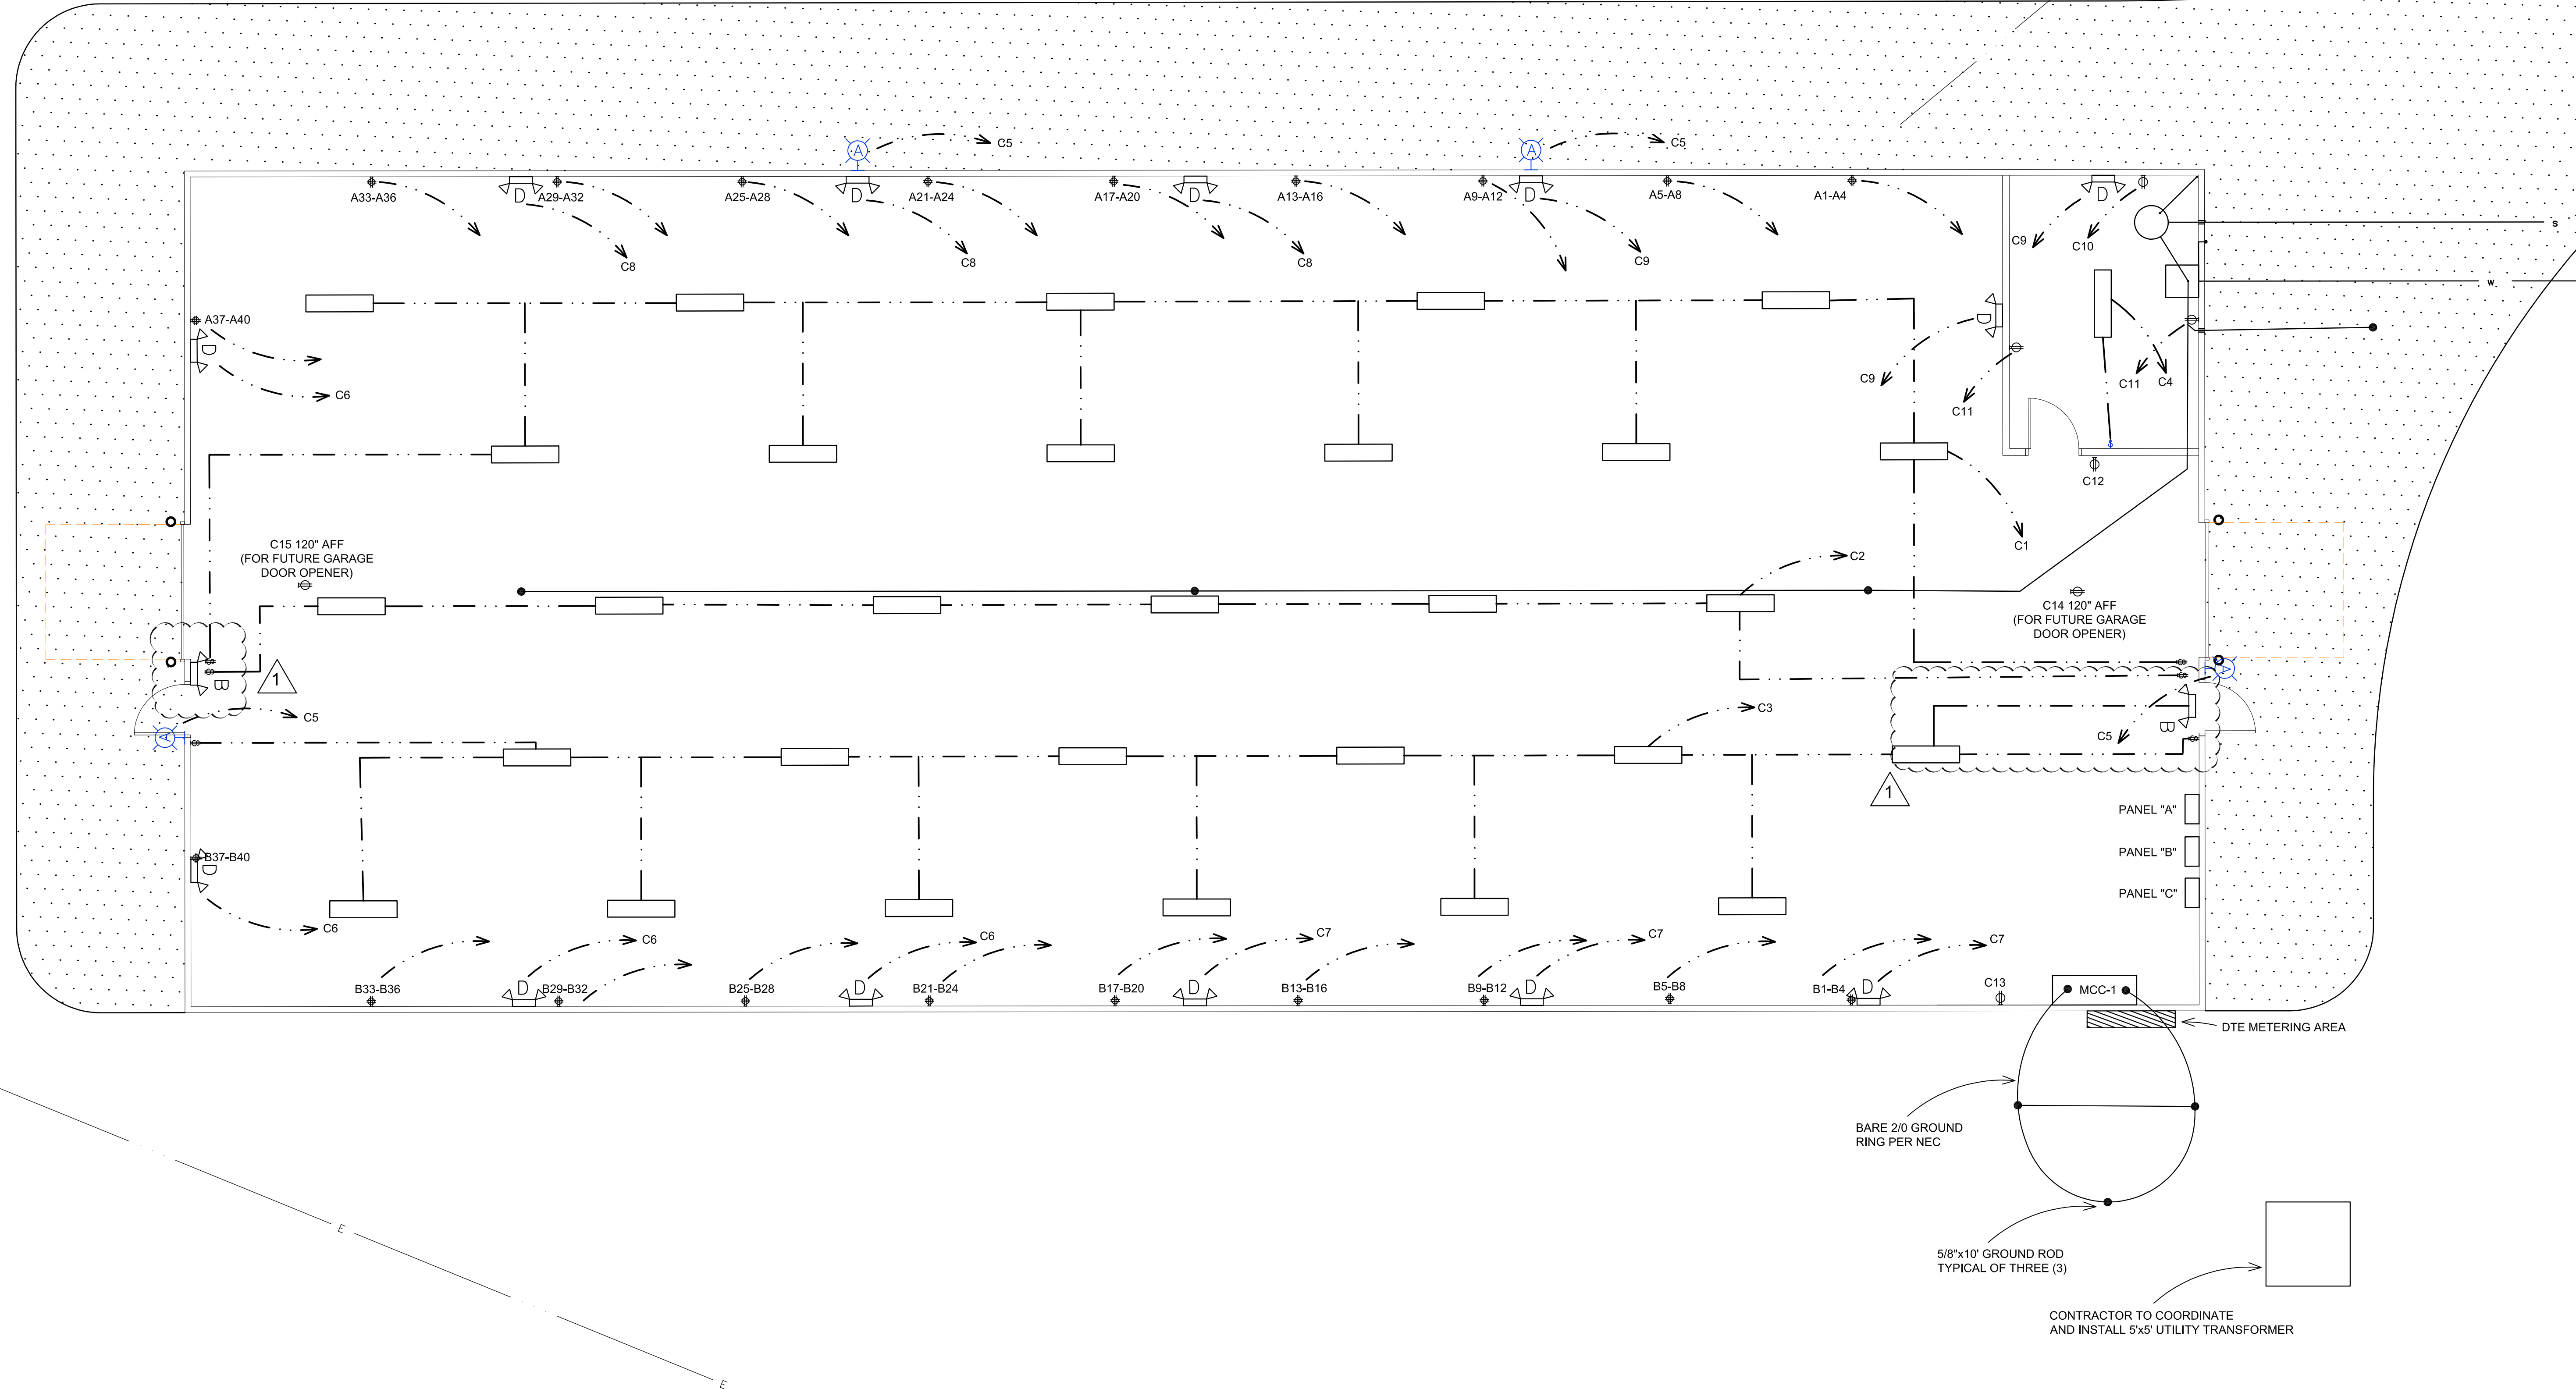 C5
C5
A
A
A33-A36
D
A29-A32
A25-A28
D
A21-A24
A17-A20
D
A13-A16
A9-A12
D
A5-A8
A1-A4
D
C8
C8
C8
C9
C9
C10
S
W
A37-A40
D
C6
D
C9
C11
C11
C4
$
C12
C1
C15 120" AFF
(FOR FUTURE GARAGE
DOOR OPENER)
C2
C14 120" AFF
(FOR FUTURE GARAGE
DOOR OPENER)
$
$
B
1
$
$
A
C5
A
$
C3
C5
B
$
1
PANEL "A"
PANEL "B"
PANEL "C"
B37-B40
D
C6
C6
C6
C7
C7
C7
B33-B36
D
B29-B32
B25-B28
D
B21-B24
B17-B20
D
B13-B16
B9-B12
D
B5-B8
B1-B4
D
C13
MCC-1
DTE METERING AREA
BARE 2/0 GROUND
RING PER NEC
5/8"x10' GROUND ROD
TYPICAL OF THREE (3)
CONTRACTOR TO COORDINATE
AND INSTALL 5'x5' UTILITY TRANSFORMER
E
E